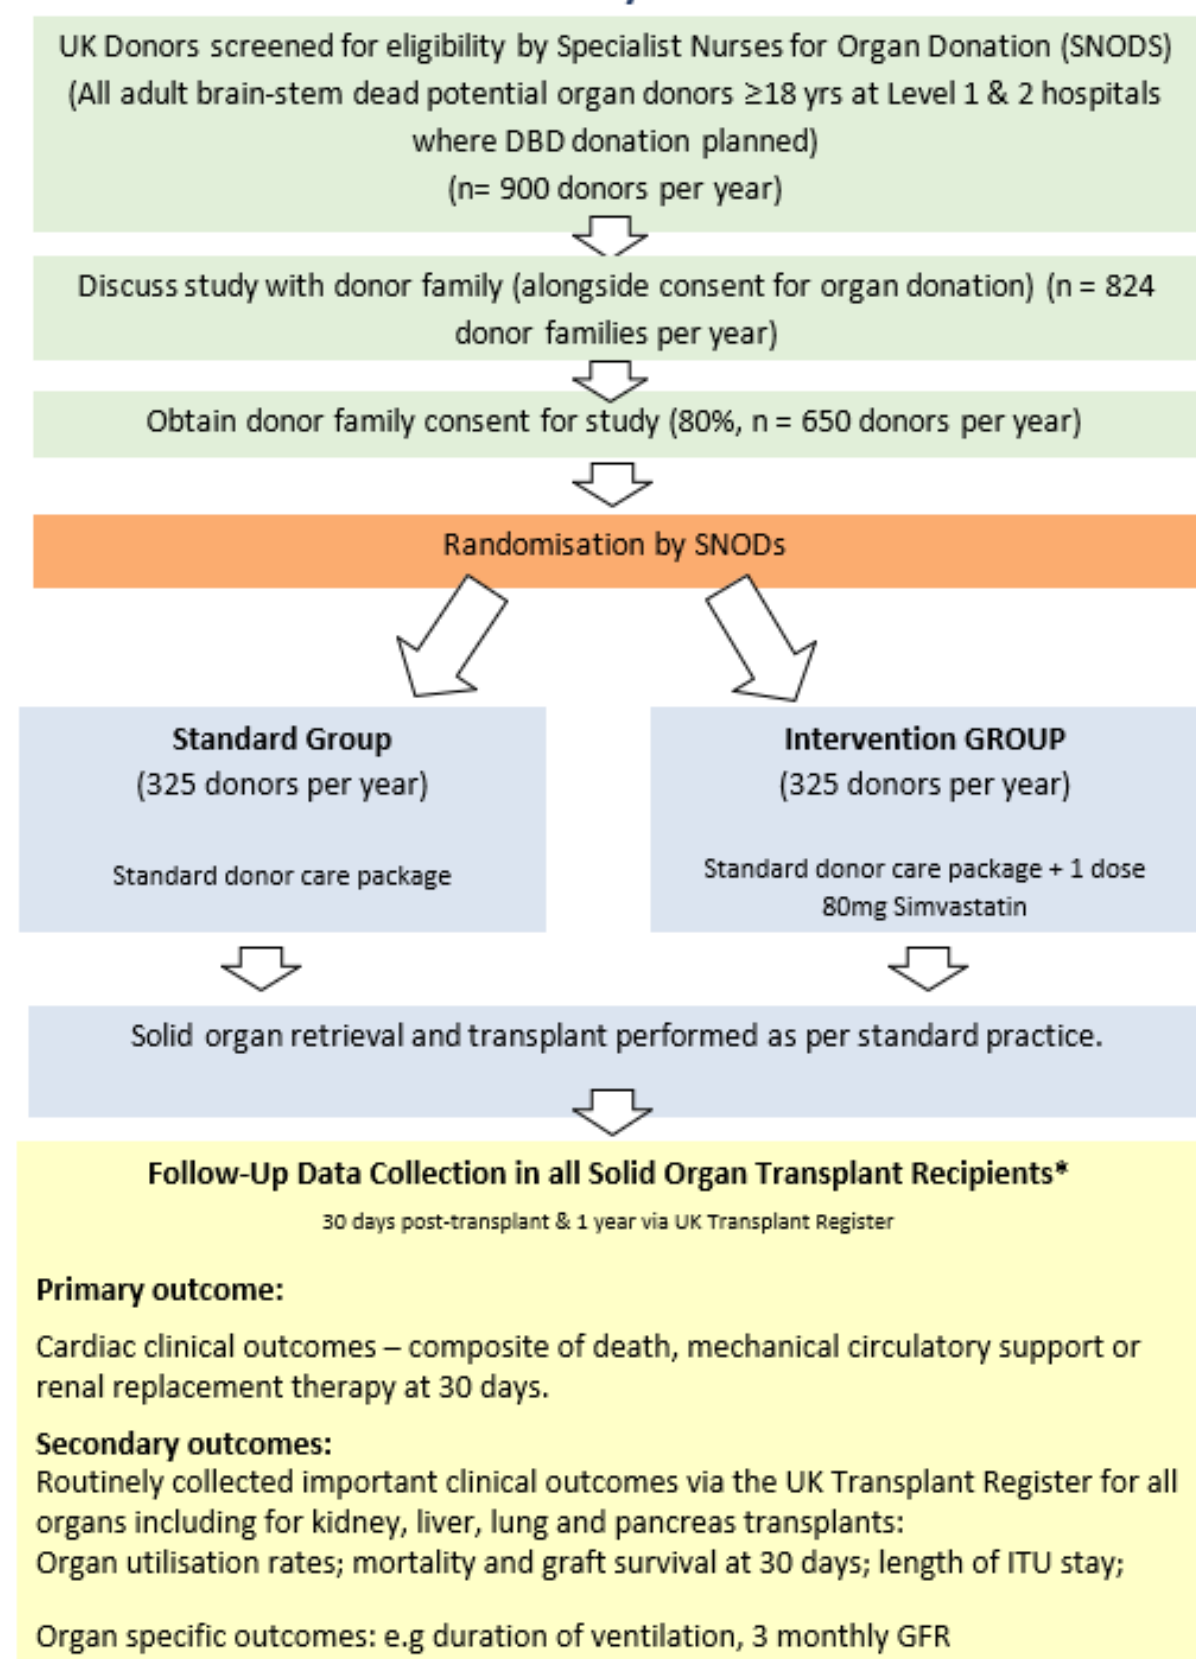 UK Donors screened for eligibility by Specialist Nurses for Organ Donation (SNODS)
(All adult brain-stem dead potential organ donors ≥18 yrs at Level 1 & 2 hospitals
where DBD donation planned)
(n= 900 donors per year)
Discuss study with donor family (alongside consent for organ donation) (n = 824
donor families per year)
Obtain donor family consent for study (80%, n = 650 donors per year)
Randomisation by SNODs
Standard Group
(325 donors per year)
Standard donor care package
Intervention GROUP
(325 donors per year)
Standard donor care package + 1 dose
80mg Simvastatin
Solid organ retrieval and transplant performed as per standard practice.
Follow-Up Data Collection in all Solid Organ Transplant Recipients*
30 days post-transplant & 1 year via UK Transplant Register
Primary outcome:
Cardiac clinical outcomes – composite of death, mechanical circulatory support or
renal replacement therapy at 30 days.
Secondary outcomes:
Routinely collected important clinical outcomes via the UK Transplant Register for all
organs including for kidney, liver, lung and pancreas transplants:
Organ utilisation rates; mortality and graft survival at 30 days; length of ITU stay;
Organ specific outcomes: e.g duration of ventilation, 3 monthly GFR